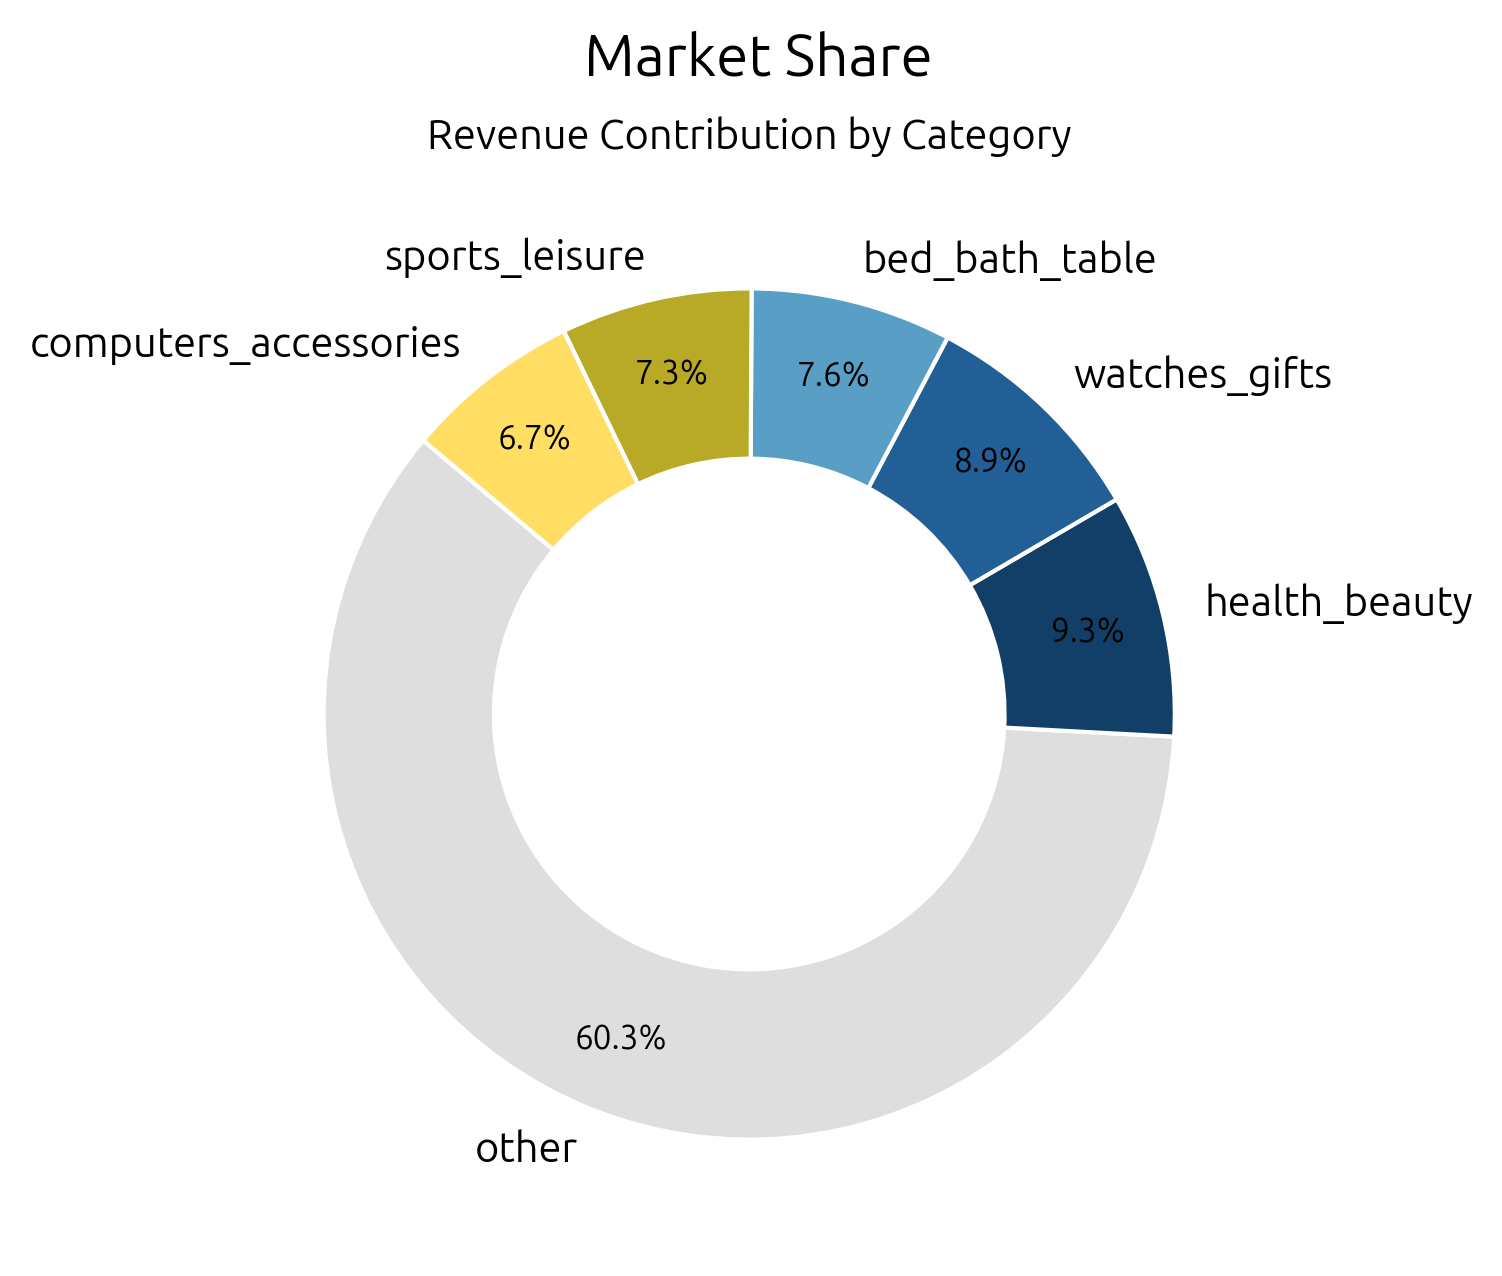 Market Share
Revenue Contribution by Category
sports_leisure
bed_bath_table
computers_accessories
watches_gifts
7.3%
7.6%
6.7%
8.9%
health_beauty
9.3%
60.3%
other